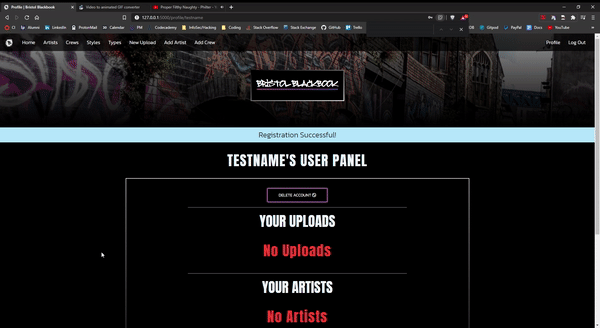 Profile | Bristol Blackbook
Video to animated GIF converter
Proper Filthy Naughty - Philter -
127.0.0.1:5000/profile/testname
Alumni
LinkedIn
ProtonMail
Calendar
PM
Codecademy
InfoSec/Hacking
Coding
Stack Overflow
Stack Exchange
GitHub
Trello
Gitpod
PayPal
Docs
YouTube
Home
Artists
Crews
Styles
Types
New Upload
Add Artist
Add Crew
Profile
Log Out
BRISTOL BLACKBOOK
Registration Successful!
TESTNAME'S USER PANEL
DELETE ACCOUNT
YOUR UPLOADS
No Uploads
YOUR ARTISTS
No Artists